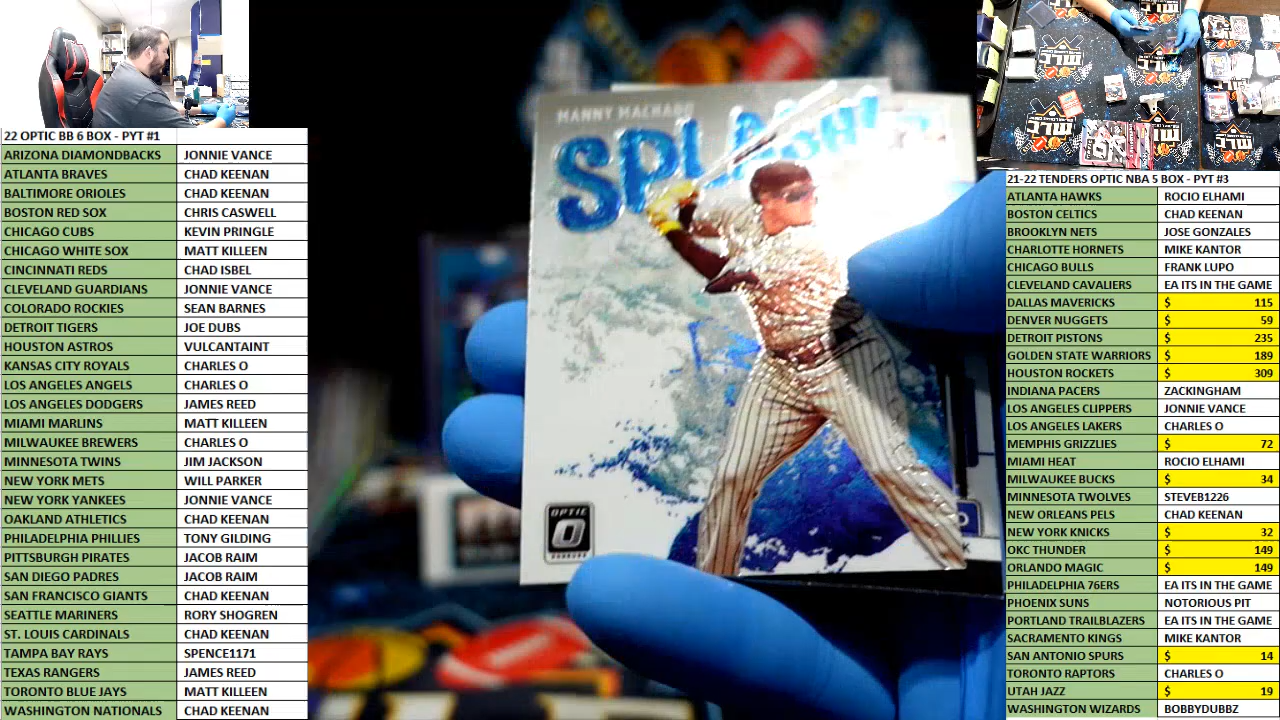 22 OPTIC BB 6 BOX - PYT #1
ARIZONA DIAMONDBACKS JONNIE VANCE
ATLANTA BRAVES CHAD KEENAN
BALTIMORE ORIOLES CHAD KEENAN
BOSTON RED SOX CHRIS CASWELL
CHICAGO CUBS KEVIN PRINGLE
CHICAGO WHITE SOX MATT KILLEEN
CINCINNATI REDS CHAD ISBEL
CLEVELAND GUARDIANS JONNIE VANCE
COLORADO ROCKIES SEAN BARNES
DETROIT TIGERS JOE DUBS
HOUSTON ASTROS VULCANTAINT
KANSAS CITY ROYALS CHARLES O
LOS ANGELES ANGELS CHARLES O
LOS ANGELES DODGERS JAMES REED
MIAMI MARLINS MATT KILLEEN
MILWAUKEE BREWERS CHARLES O
MINNESOTA TWINS JIM JACKSON
NEW YORK METS WILL PARKER
NEW YORK YANKEES JONNIE VANCE
OAKLAND ATHLETICS CHAD KEENAN
PHILADELPHIA PHILLIES TONY GILDING
PITTSBURGH PIRATES JACOB RAIM
SAN DIEGO PADRES JACOB RAIM
SAN FRANCISCO GIANTS CHAD KEENAN
SEATTLE MARINERS RORY SHOGREN
ST. LOUIS CARDINALS CHAD KEENAN
TAMPA BAY RAYS SPENCE1171
TEXAS RANGERS JAMES REED
TORONTO BLUE JAYS MATT KILLEEN
WASHINGTON NATIONALS CHAD KEENAN
MANNY MACHADO
SPLASH!
OPTIC
DONRUSS
21-22 TENDERS OPTIC NBA 5 BOX - PYT #3
ATLANTA HAWKS ROCIO ELHAMI
BOSTON CELTICS CHAD KEENAN
BROOKLYN NETS JOSE GONZALES
CHARLOTTE HORNETS MIKE KANTOR
CHICAGO BULLS FRANK LUPO
CLEVELAND CAVALIERS EA ITS IN THE GAME
DALLAS MAVERICKS $ 115
DENVER NUGGETS $ 59
DETROIT PISTONS $ 235
GOLDEN STATE WARRIORS $ 189
HOUSTON ROCKETS $ 309
INDIANA PACERS ZACKINGHAM
LOS ANGELES CLIPPERS JONNIE VANCE
LOS ANGELES LAKERS CHARLES O
MEMPHIS GRIZZLIES $ 72
MIAMI HEAT ROCIO ELHAMI
MILWAUKEE BUCKS $ 34
MINNESOTA TWOLVES STEVEB1226
NEW ORLEANS PELS CHAD KEENAN
NEW YORK KNICKS $ 32
OKC THUNDER $ 149
ORLANDO MAGIC $ 149
PHILADELPHIA 76ERS EA ITS IN THE GAME
PHOENIX SUNS NOTORIOUS PIT
PORTLAND TRAILBLAZERS EA ITS IN THE GAME
SACRAMENTO KINGS MIKE KANTOR
SAN ANTONIO SPURS $ 14
TORONTO RAPTORS CHARLES O
UTAH JAZZ $ 19
WASHINGTON WIZARDS BOBBYDUBBZ